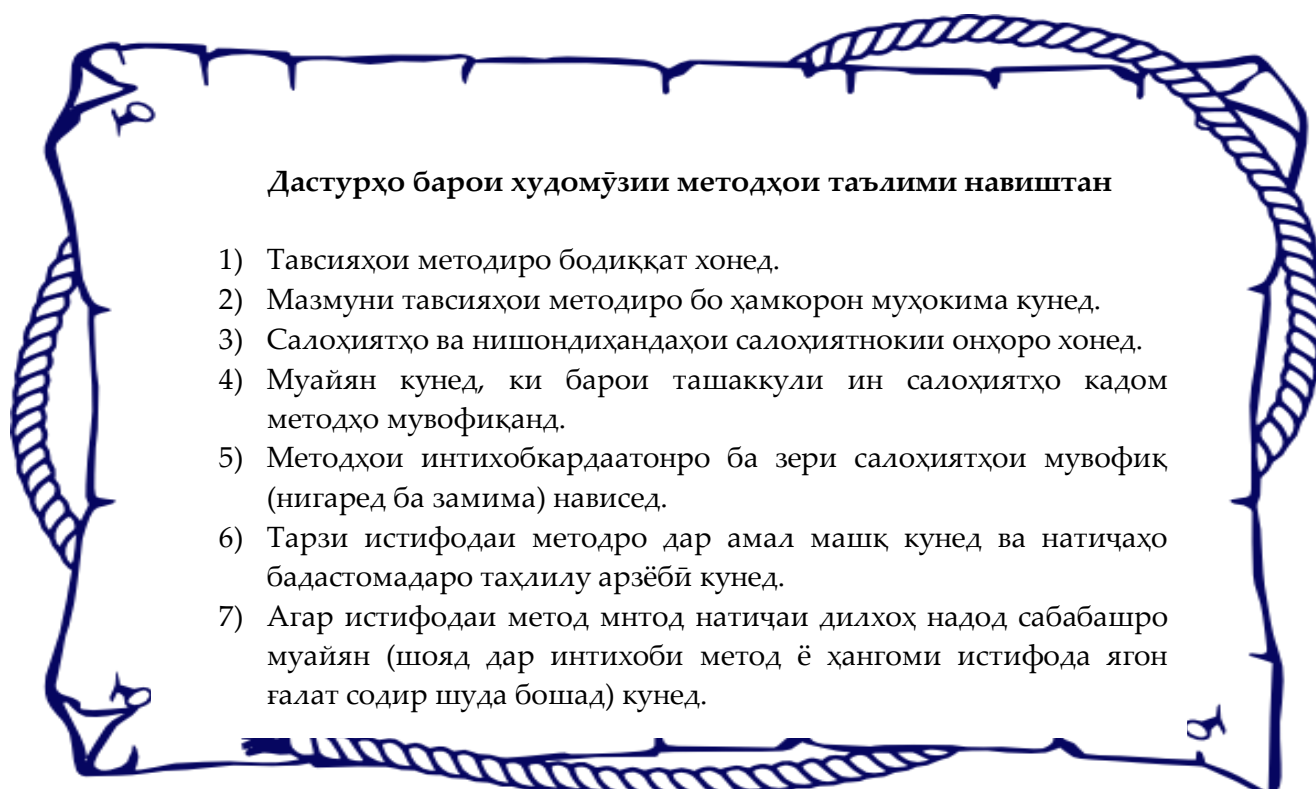 Дастурҳо барои худомӯзии методҳои таълими навиштан
1) Тавсияҳои методиро бодиққат хонед.
2) Мазмуни тавсияҳои методиро бо ҳамкорон муҳокима кунед.
3) Салоҳиятҳо ва нишондиҳандаҳои салоҳиятнокии онҳоро хонед.
4) Муайян кунед, ки барои ташаккули ин салоҳиятҳо кадом
методҳо мувофиқанд.
5) Методҳои интихобкардаатонро ба зери салоҳиятҳои мувофиқ
(нигаред ба замима) нависед.
6) Тарзи истифодаи методро дар амал машқ кунед ва натиҷаҳо
бадастомадаро таҳлилу арзёбӣ кунед.
7) Агар истифодаи метод мнтод натиҷаи дилхоҳ надод сабабашро
муайян (шояд дар интихоби метод ё ҳангоми истифода ягон
ғалат содир шуда бошад) кунед.